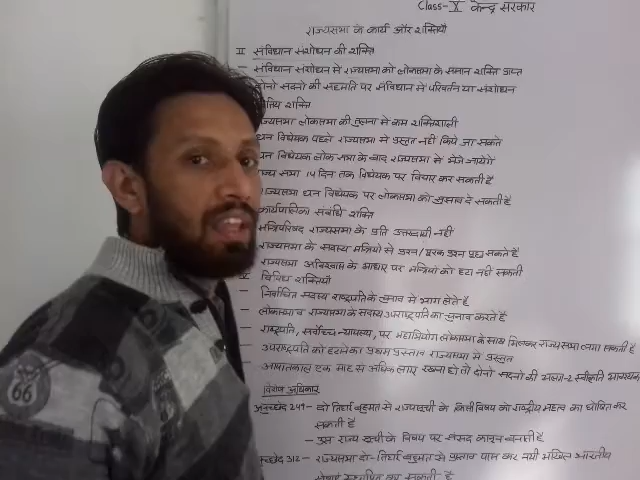 Class-X केन्द्र सरकार
राज्यसभा के कार्य और शक्तियाँ
II संविधान संशोधन की शक्ति
- संविधान संशोधन में राज्यसभा को लोकसभा के समान शक्ति प्राप्त
दोनों सदनों की सहमति पर संविधान में परिवर्तन या संशोधन
शक्ति
राज्यसभा लोकसभा की तुलना में कम शक्तिशाली
धन विधेयक पहले राज्यसभा में प्रस्तुत नहीं किये जा सकते
धन विधेयक लोकसभा के बाद राज्यसभा में भेजे जायेंगे
राज्य सभा 14 दिन तक विधेयक पर विचार कर सकती है
राज्यसभा धन विधेयक पर लोकसभा को सुझाव दे सकती है
कार्यपालिका संबंधी शक्ति
मंत्रिपरिषद राज्यसभा के प्रति उत्तरदायी नहीं
राज्यसभा के सदस्य मंत्रियों से प्रश्न/पूरक प्रश्न पूछ सकते हैं
राज्यसभा अविश्वास के आधार पर मंत्रियों को हटा नहीं सकती
विविध शक्तियाँ
- निर्वाचित सदस्य राष्ट्रपति के चुनाव में भाग लेते हैं
- लोकसभा व राज्यसभा के सदस्य उपराष्ट्रपति का चुनाव करते हैं
- राष्ट्रपति, सर्वोच्च न्यायालय, पर महाभियोग लोकसभा के साथ मिलकर राज्यसभा लगा सकती है
- उपराष्ट्रपति को हटाने का प्रथम प्रस्ताव राज्यसभा में प्रस्तुत
- आपातकाल एक माह से अधिक लागू रखना हो तो दोनों सदनों की अलग-2 स्वीकृति आवश्यक
विशेष अधिकार
अनुच्छेद 249 - दो तिहाई बहुमत से राज्यसूची के किसी विषय को राष्ट्रीय महत्व का घोषित कर
सकती है
- उस राज्य सूची के विषय पर संसद कानून बनाती है
312 - राज्यसभा दो-तिहाई बहुमत से प्रस्ताव पास कर नयी अखिल भारतीय
सकती है